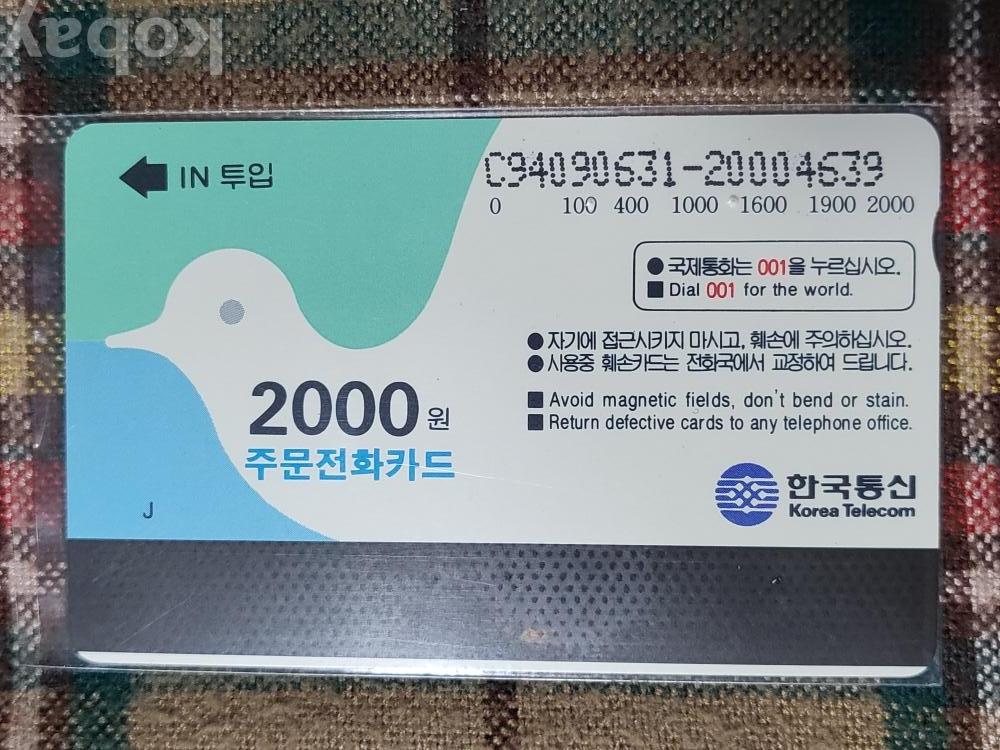 kobay
IN 투입
C94090631-20004639
0 100 400 1000 1600 1900 2000
● 국제통화는 001을 누르십시오.
■ Dial 001 for the world.
● 자기에 접근시키지 마시고, 훼손에 주의하십시오.
● 사용중 훼손카드는 전화국에서 교정하여 드립니다.
■ Avoid magnetic fields, don't bend or stain.
■ Return defective cards to any telephone office.
2000원
주문전화카드
J
한국통신
Korea Telecom